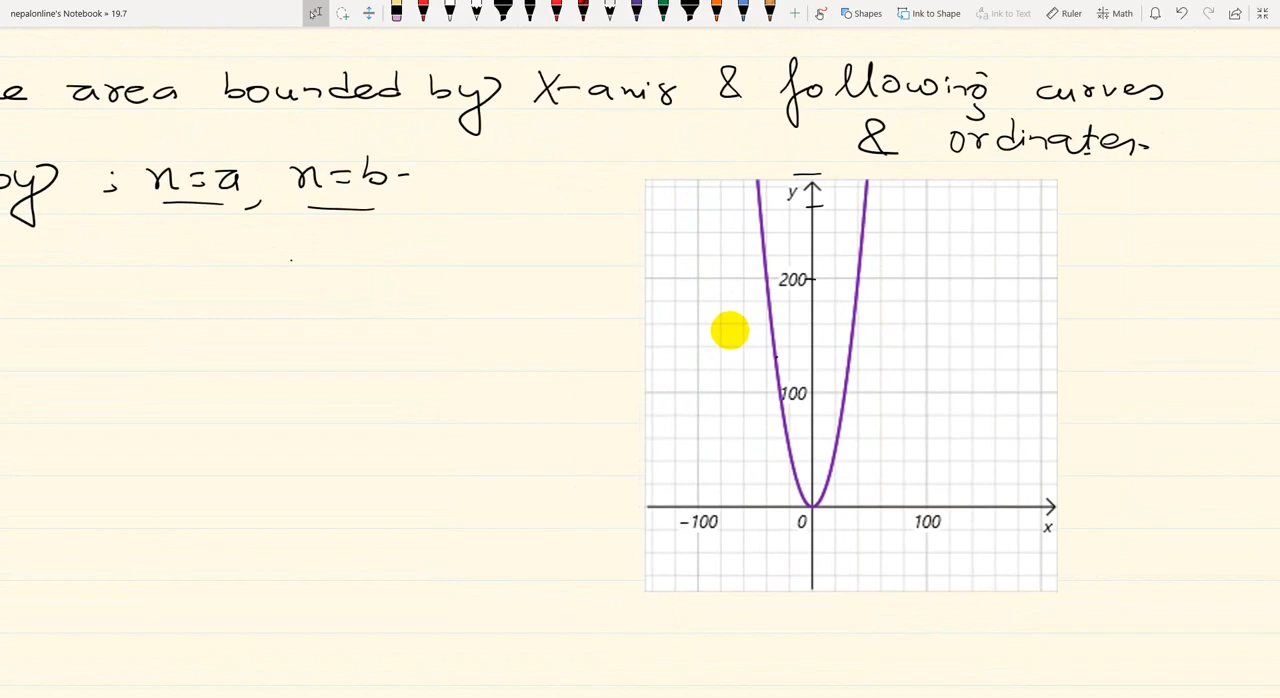 nepalonline's Notebook » 19.7
Shapes Ink to Shape Ink to Text Ruler Math
e area bounded by X-axis & following curves
& ordinates.
by ; x=a, x=b-
y
200
100
-100 0 100
x